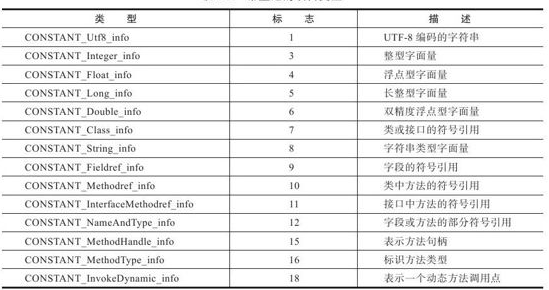 类 型 标 志 描 述
CONSTANT_Utf8_info 1 UTF-8 编码的字符串
CONSTANT_Integer_info 3 整型字面量
CONSTANT_Float_info 4 浮点型字面量
CONSTANT_Long_info 5 长整型字面量
CONSTANT_Double_info 6 双精度浮点型字面量
CONSTANT_Class_info 7 类或接口的符号引用
CONSTANT_String_info 8 字符串类型字面量
CONSTANT_Fieldref_info 9 字段的符号引用
CONSTANT_Methodref_info 10 类中方法的符号引用
CONSTANT_InterfaceMethodref_info 11 接口中方法的符号引用
CONSTANT_NameAndType_info 12 字段或方法的部分符号引用
CONSTANT_MethodHandle_info 15 表示方法句柄
CONSTANT_MethodType_info 16 标识方法类型
CONSTANT_InvokeDynamic_info 18 表示一个动态方法调用点